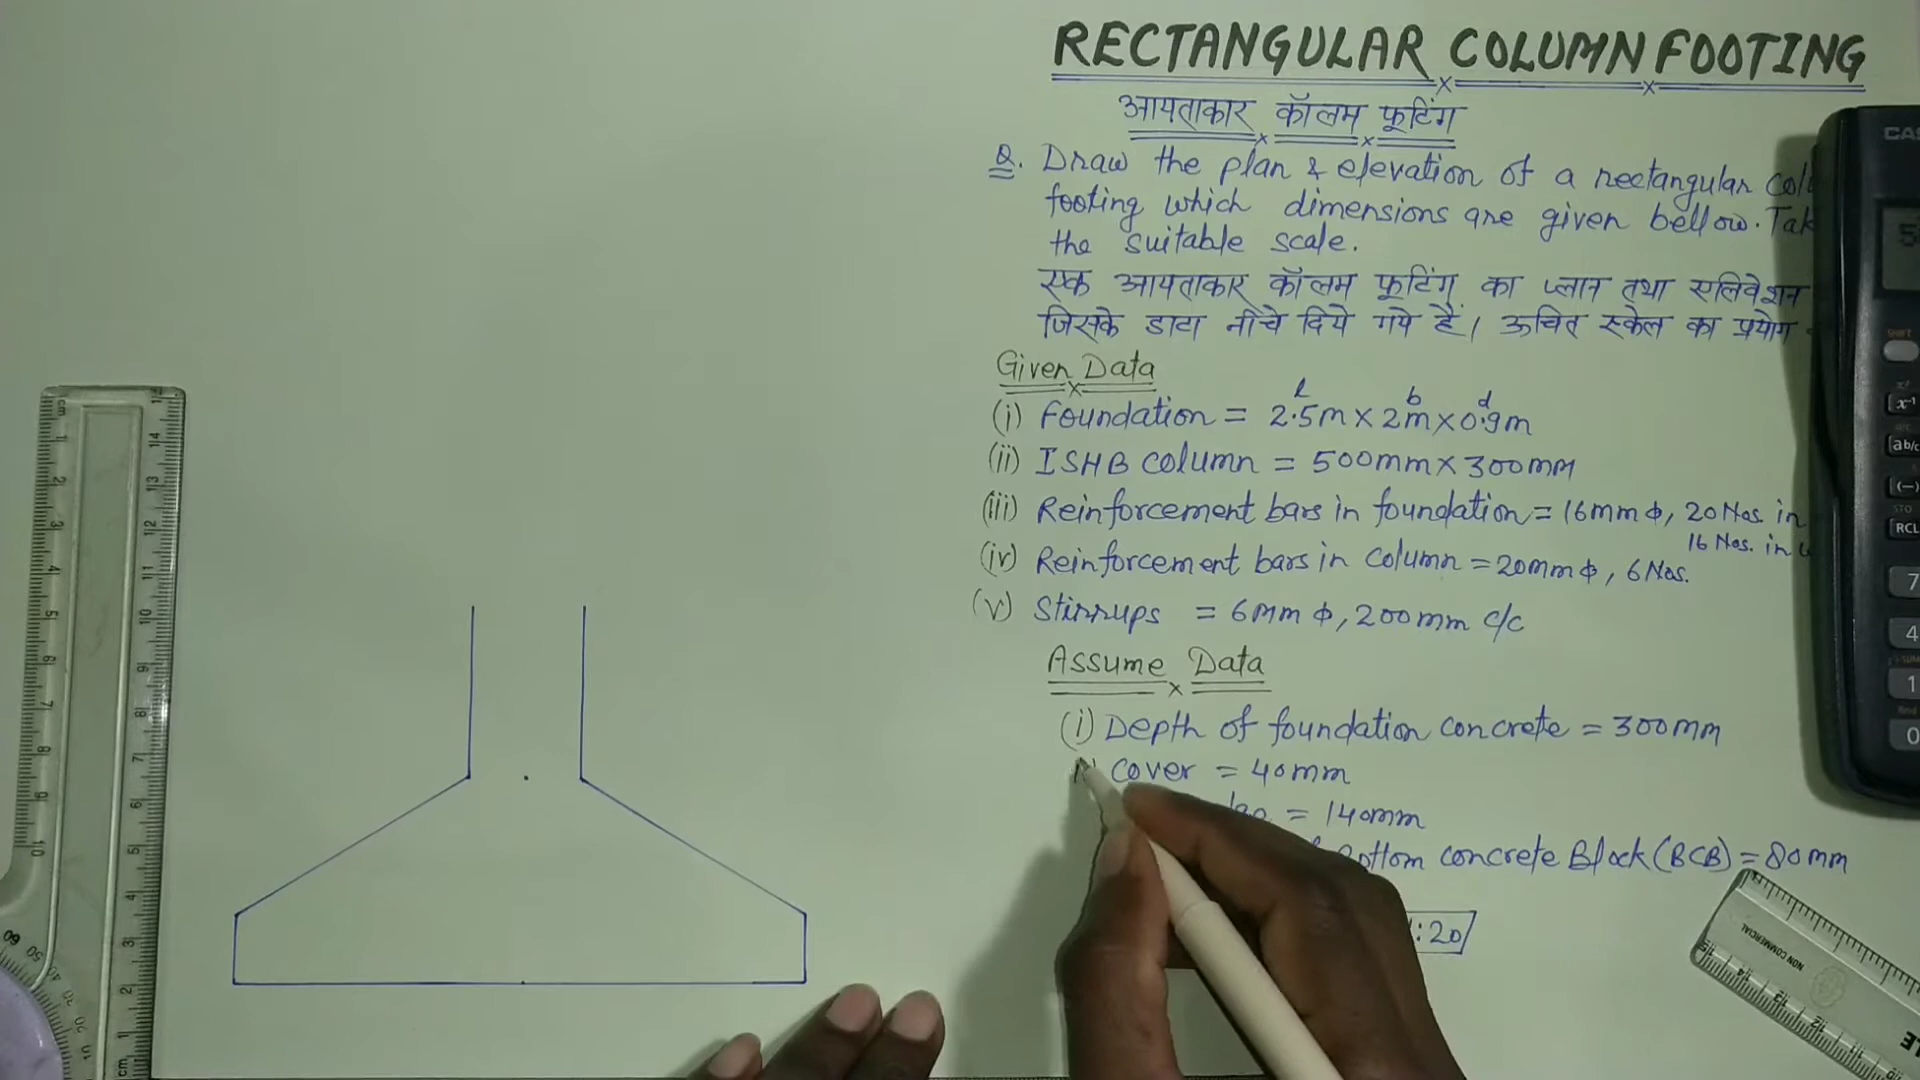 RECTANGULAR COLUMN FOOTING
आयताकार कॉलम फूटिंग
Q. Draw the plan & elevation of a rectangular
footing which dimensions are given bellow. Tak
the suitable scale.
एक आयताकार कॉलम फूटिंग का प्लान तथा एलिवेशन
जिसके डाटा नीचे दिये गये है। ऊचित स्केल का प्रयोग
Given Data
l b d
(i) Foundation = 2.5m × 2m × 0.9m
(ii) ISHB column = 500mm × 300mm
(iii) Reinforcement bars in foundation = 16mm ϕ, 20 Nos. in
16 Nos. in
(iv) Reinforcement bars in column = 20mm ϕ, 6 Nos.
(v) Stirrups = 6mm ϕ, 200mm c/c
Assume Data
(i) Depth of foundation concrete = 300mm
Cover = 40mm
= 140mm
Bottom concrete Block (BCB) = 80mm
:20
NON COMMERCIAL